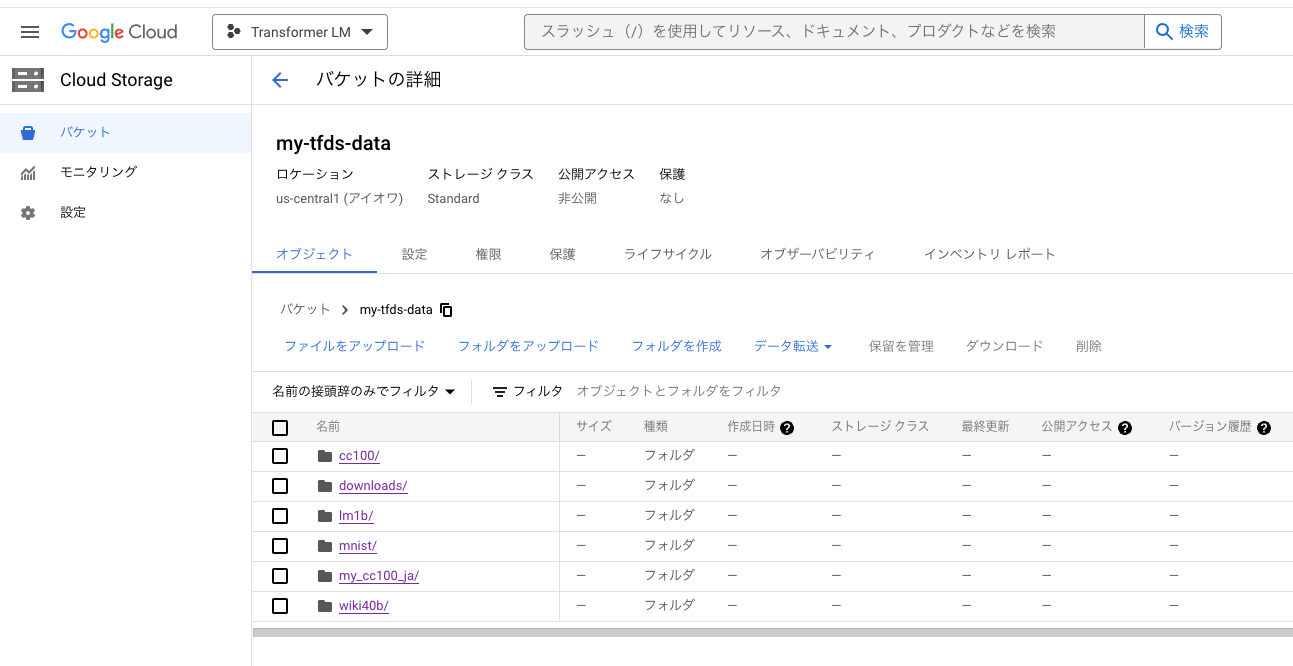 Google Cloud Transformer LM スラッシュ（/）を使用してリソース、ドキュメント、プロダクトなどを検索 検索
Cloud Storage
バケット
モニタリング
設定
バケットの詳細
my-tfds-data
ロケーション ストレージ クラス 公開アクセス 保護
us-central1 (アイオワ) Standard 非公開 なし
オブジェクト 設定 権限 保護 ライフサイクル オブザーバビリティ インベントリ レポート
バケット > my-tfds-data
ファイルをアップロード フォルダをアップロード フォルダを作成 データ転送 保留を管理 ダウンロード 削除
名前の接頭辞のみでフィルタ フィルタ オブジェクトとフォルダをフィルタ
名前 サイズ 種類 作成日時 ? ストレージ クラス 最終更新 公開アクセス ? バージョン履歴 ?
cc100/ — フォルダ — — — — —
downloads/ — フォルダ — — — — —
lm1b/ — フォルダ — — — — —
mnist/ — フォルダ — — — — —
my_cc100_ja/ — フォルダ — — — — —
wiki40b/ — フォルダ — — — — —